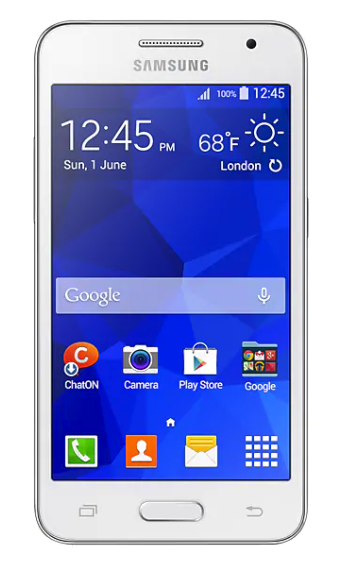 SAMSUNG
100% 12:45
12:45 PM
68°F
Sun, 1 June
London
Google
ChatON
Camera
Play Store
Google